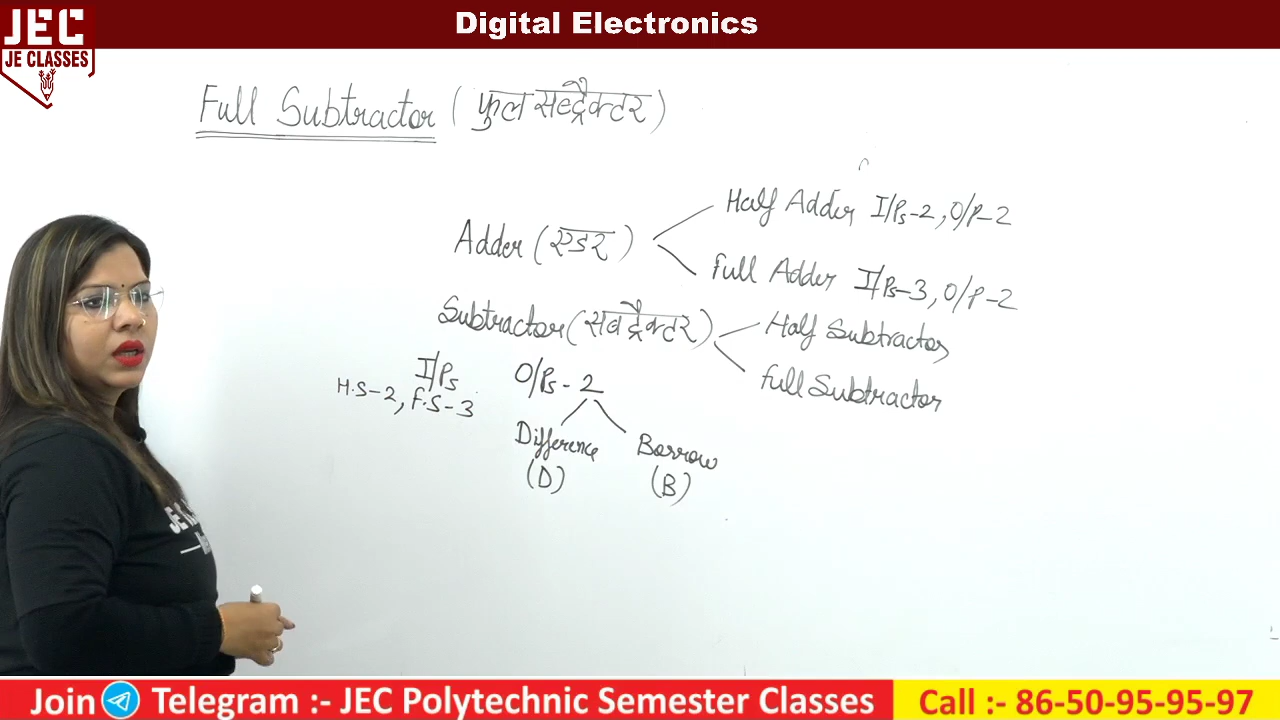 Digital Electronics
JEC
JE CLASSES
Full Subtractor (फुल सब्ट्रैक्टर)
Half Adder I/Ps-2, O/P-2
Adder (एडर)
Full Adder I/Ps-3, O/P-2
Subtractor (सबट्रैक्टर)
Half Subtractor
Full Subtractor
I/Ps O/Ps-2
H.S-2, F.S-3
Difference Borrow
(D) (B)
JEC
Join Telegram :- JEC Polytechnic Semester Classes Call :- 86-50-95-95-97